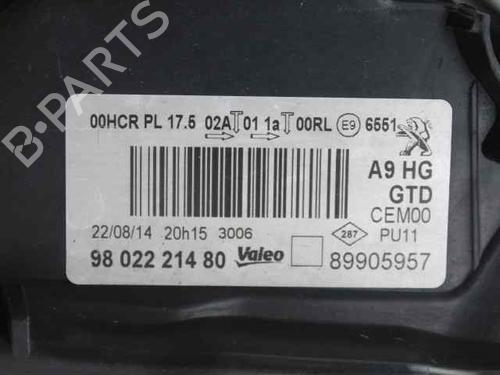 00HCR PL 17.5 02A 01 1a 00RL E9 6551
A9 HG
GTD
CEM00
22/08/14 20h15 3006 287 PU11
98 022 214 80 Valeo 89905957
B-PARTS